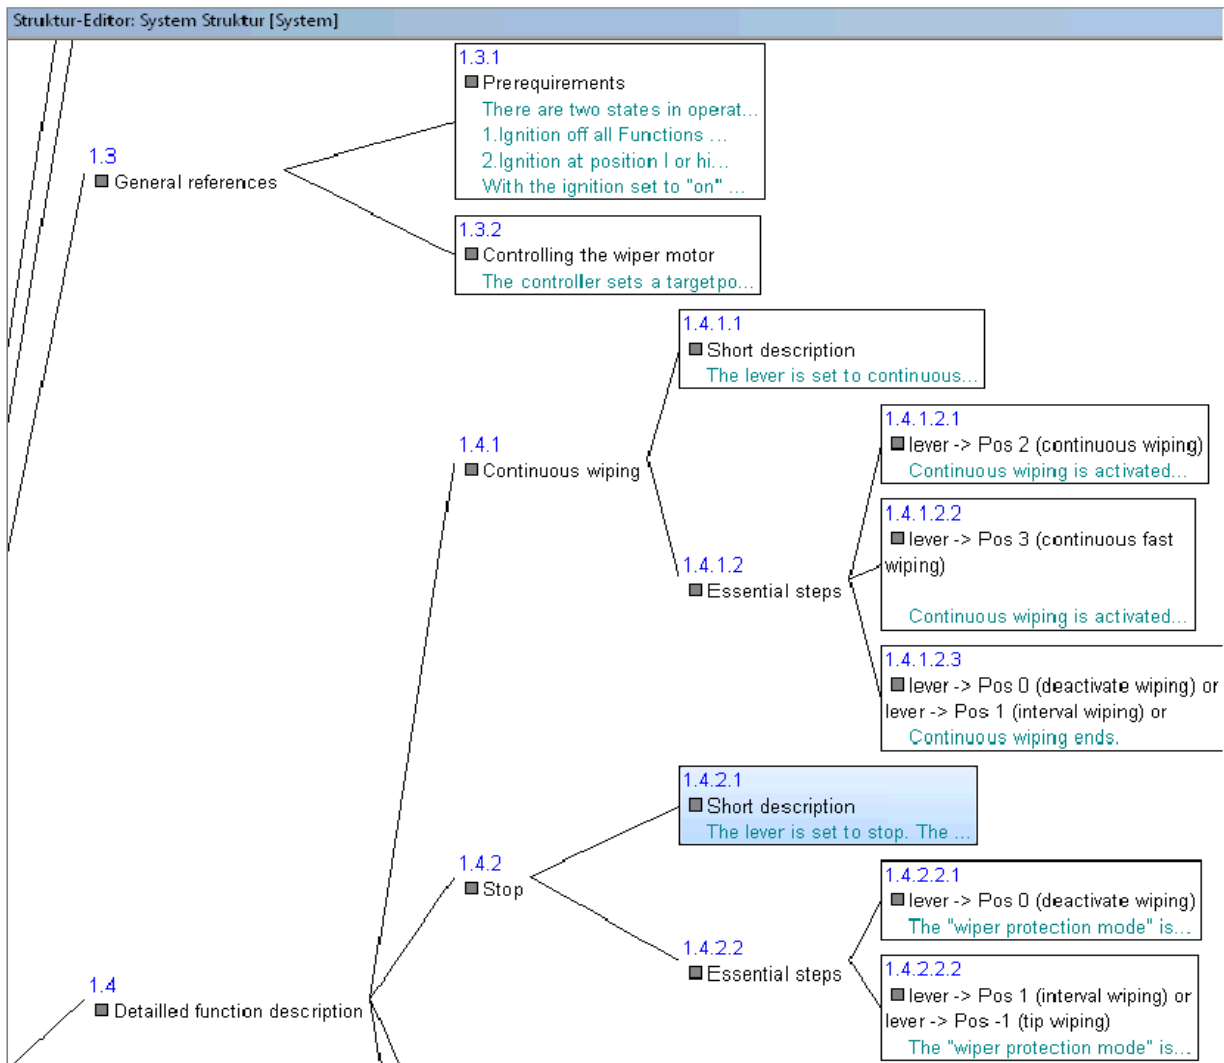 Struktur-Editor: System Struktur [System]
1.3
General references
1.3.1
Prerequirements
There are two states in operat...
1.Ignition off all Functions ...
2.Ignition at position I or hi...
With the ignition set to "on" ...
1.3.2
Controlling the wiper motor
The controller sets a targetpo...
1.4
Detailled function description
1.4.1
Continuous wiping
1.4.1.1
Short description
The lever is set to continuous...
1.4.1.2
Essential steps
1.4.1.2.1
lever -> Pos 2 (continuous wiping)
Continuous wiping is activated...
1.4.1.2.2
lever -> Pos 3 (continuous fast
wiping)
Continuous wiping is activated...
1.4.1.2.3
lever -> Pos 0 (deactivate wiping) or
lever -> Pos 1 (interval wiping) or
Continuous wiping ends.
1.4.2
Stop
1.4.2.1
Short description
The lever is set to stop. The ...
1.4.2.2
Essential steps
1.4.2.2.1
lever -> Pos 0 (deactivate wiping)
The "wiper protection mode" is...
1.4.2.2.2
lever -> Pos 1 (interval wiping) or
lever -> Pos -1 (tip wiping)
The "wiper protection mode" is...